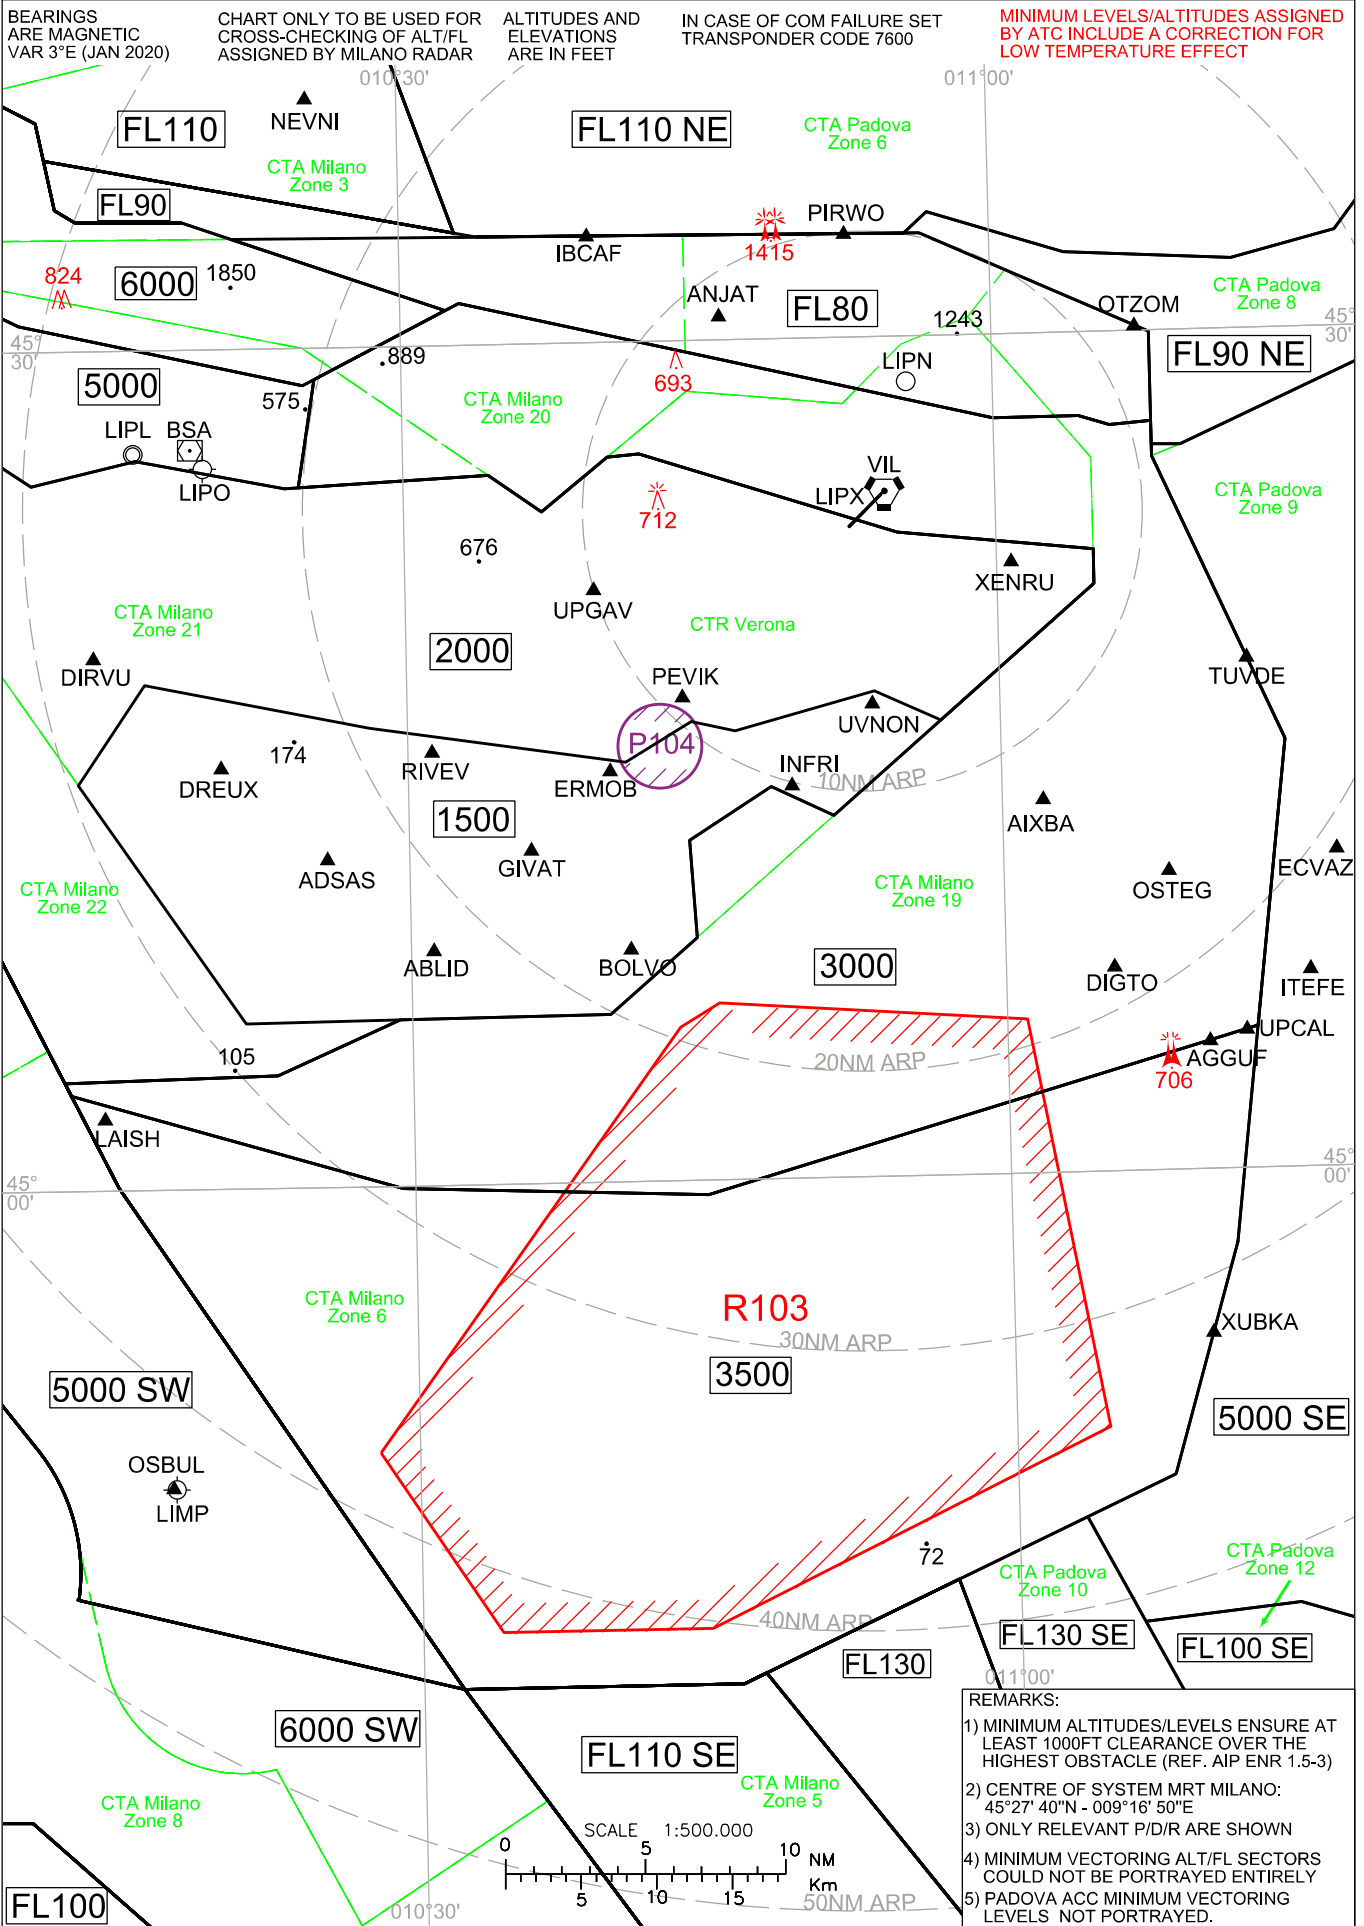 BEARINGS
ARE MAGNETIC
VAR 3°E (JAN 2020)
CHART ONLY TO BE USED FOR
CROSS-CHECKING OF ALT/FL
ASSIGNED BY MILANO RADAR
ALTITUDES AND
ELEVATIONS
ARE IN FEET
IN CASE OF COM FAILURE SET
TRANSPONDER CODE 7600
MINIMUM LEVELS/ALTITUDES ASSIGNED
BY ATC INCLUDE A CORRECTION FOR
LOW TEMPERATURE EFFECT
010°30'
011°00'
NEVNI
FL110
FL110 NE
CTA Padova
Zone 6
CTA Milano
Zone 3
FL90
PIRWO
IBCAF
1415
824
6000
1850
ANJAT
FL80
CTA Padova
Zone 8
OTZOM
1243
45°
30'
45°
30'
889
LIPN
FL90 NE
5000
693
575
CTA Milano
Zone 20
LIPL
BSA
LIPO
VIL
LIPX
CTA Padova
Zone 9
712
676
XENRU
UPGAV
CTA Milano
Zone 21
CTR Verona
2000
DIRVU
PEVIK
TUVDE
UVNON
P104
174
RIVEV
INFRI
DREUX
ERMOB
10NM ARP
1500
AIXBA
GIVAT
ADSAS
ECVAZ
OSTEG
CTA Milano
Zone 22
CTA Milano
Zone 19
ABLID
BOLVO
3000
DIGTO
ITEFE
UPCAL
105
20NM ARP
AGGUF
706
LAISH
45°
00'
45°
00'
CTA Milano
Zone 6
R103
30NM ARP
XUBKA
3500
5000 SW
5000 SE
OSBUL
LIMP
72
CTA Padova
Zone 10
CTA Padova
Zone 12
40NM ARP
FL130 SE
FL100 SE
FL130
011°00'
6000 SW
FL110 SE
CTA Milano
Zone 5
CTA Milano
Zone 8
SCALE 1:500.000
0 5 10 NM
5 10 15 Km
50NM ARP
FL100
010°30'
REMARKS:
1) MINIMUM ALTITUDES/LEVELS ENSURE AT
LEAST 1000FT CLEARANCE OVER THE
HIGHEST OBSTACLE (REF. AIP ENR 1.5-3)
2) CENTRE OF SYSTEM MRT MILANO:
45°27' 40"N - 009°16' 50"E
3) ONLY RELEVANT P/D/R ARE SHOWN
4) MINIMUM VECTORING ALT/FL SECTORS
COULD NOT BE PORTRAYED ENTIRELY
5) PADOVA ACC MINIMUM VECTORING
LEVELS NOT PORTRAYED.